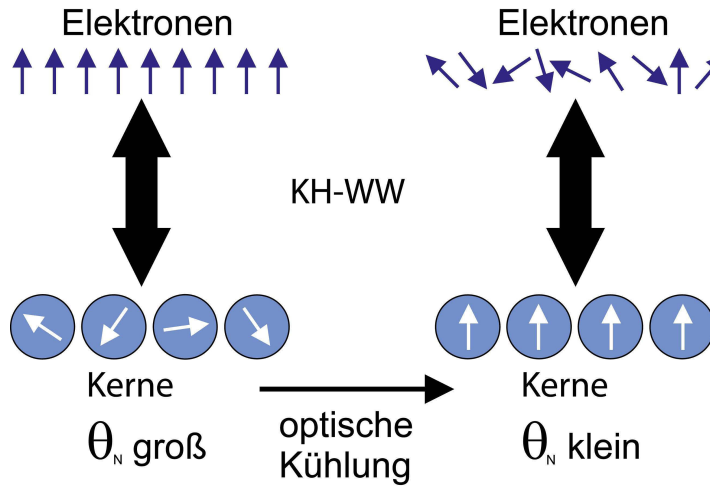 Elektronen
Elektronen
KH-WW
Kerne
Kerne
θN groß
optische
Kühlung
θN klein